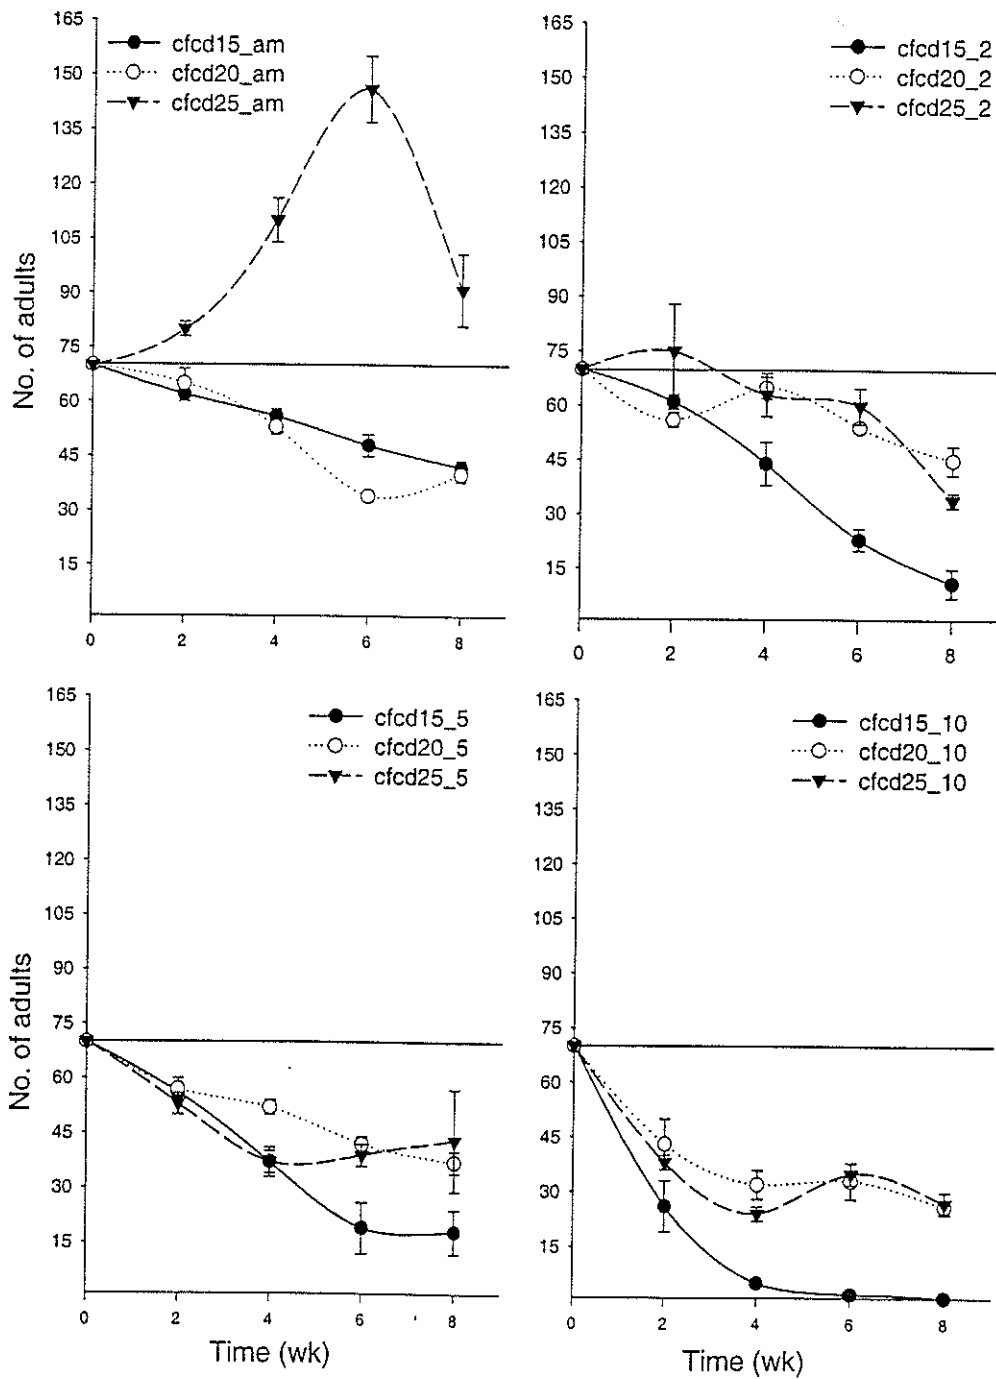 165
150
135
120
105
90
75
60
45
30
15
No. of adults
cfcd15_am
cfcd20_am
cfcd25_am
0 2 4 6 8
165
150
135
120
105
90
75
60
45
30
15
cfcd15_2
cfcd20_2
cfcd25_2
0 2 4 6 8
165
150
135
120
105
90
75
60
45
30
15
No. of adults
cfcd15_5
cfcd20_5
cfcd25_5
0 2 4 6 8
Time (wk)
165
150
135
120
105
90
75
60
45
30
15
cfcd15_10
cfcd20_10
cfcd25_10
0 2 4 6 8
Time (wk)